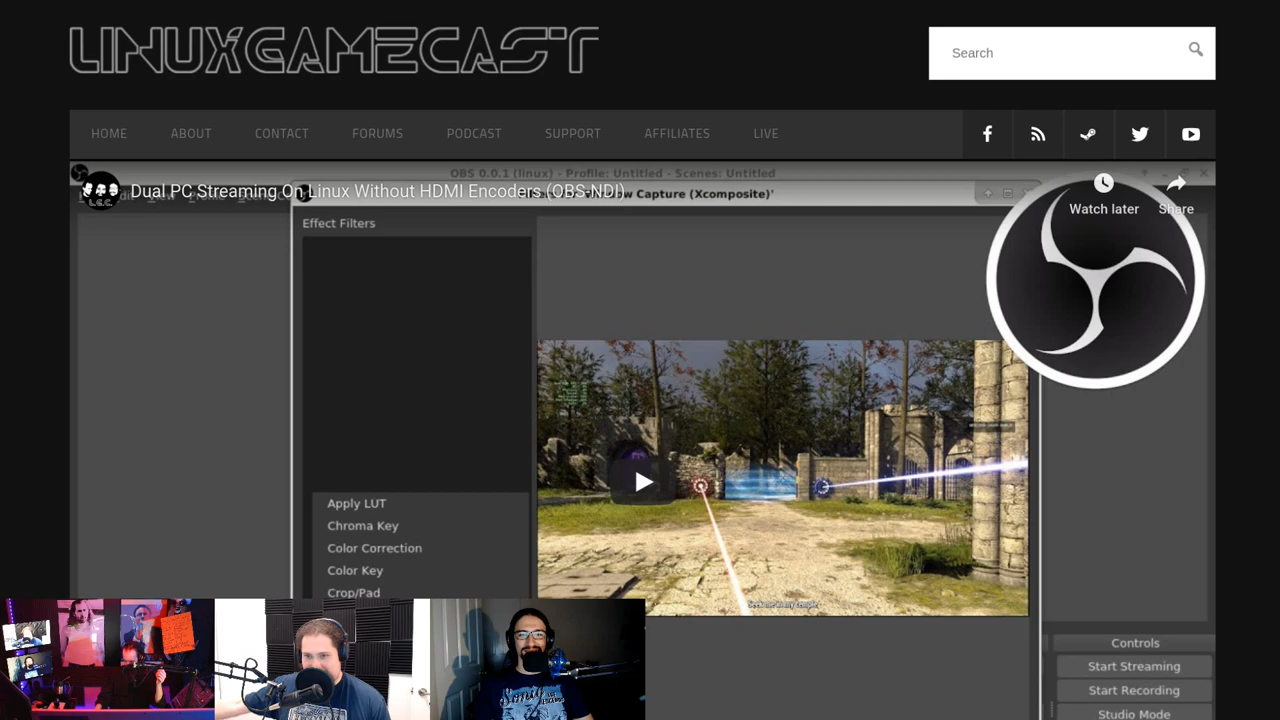 LINUXGAMECAST
Search
HOME ABOUT CONTACT FORUMS PODCAST SUPPORT AFFILIATES LIVE
OBS 0.0.1 (linux) - Profile: Untitled - Scenes: Untitled
Dual PC Streaming On Linux Without HDMI Encoders (OBS-NDI)
Capture (Xcomposite)'
L.G.C.
Watch later Share
Effect Filters
Apply LUT
Chroma Key
Color Correction
Color Key
Crop/Pad
Controls
Start Streaming
Start Recording
Studio Mode